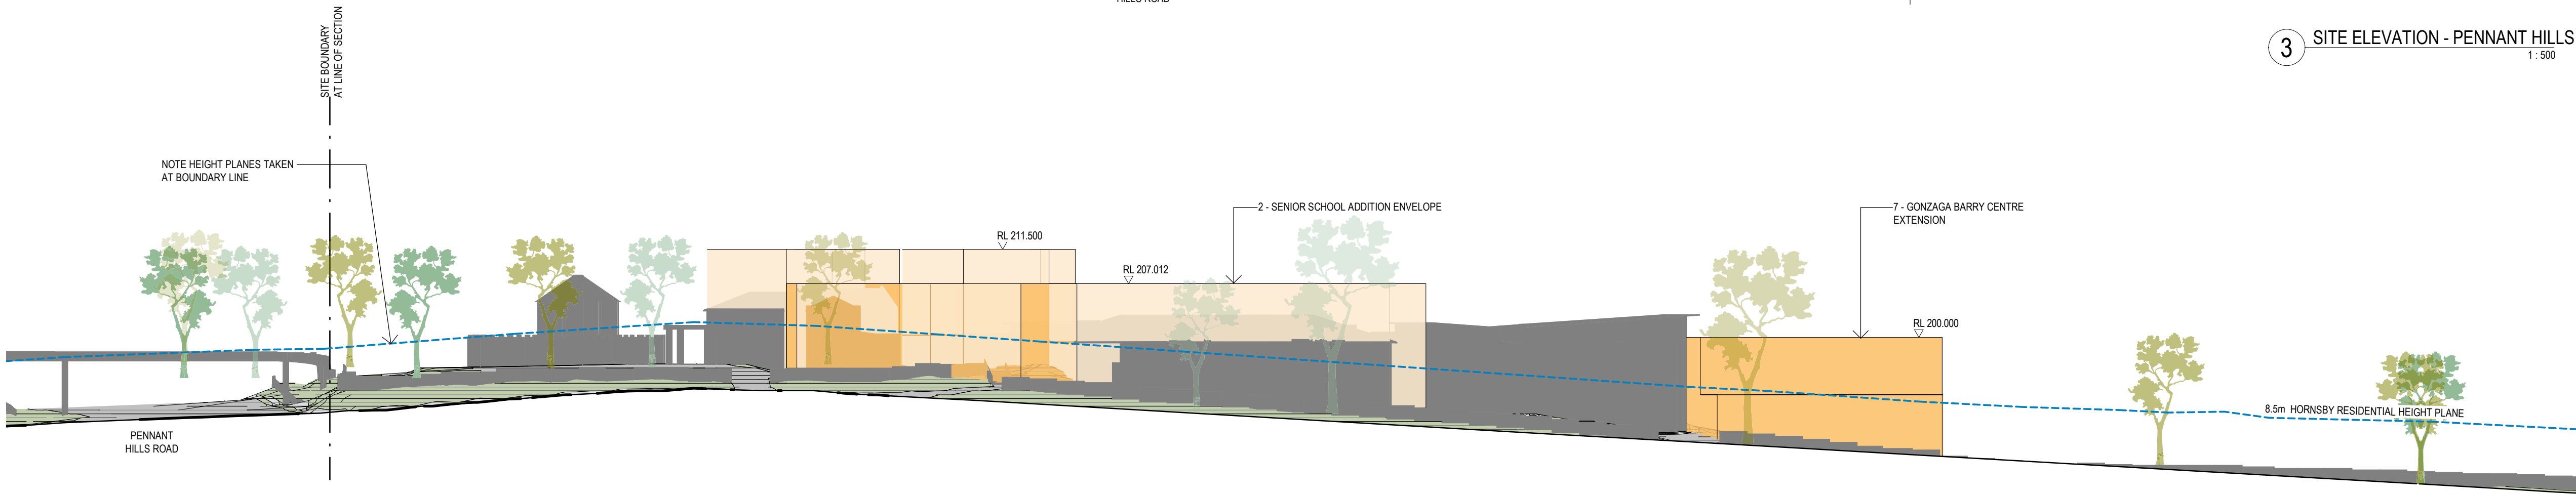 HILLS ROAD
3
SITE ELEVATION - PENNANT HILLS
1 : 500
SITE BOUNDARY
AT LINE OF SECTION
NOTE HEIGHT PLANES TAKEN
AT BOUNDARY LINE
2 - SENIOR SCHOOL ADDITION ENVELOPE
7 - GONZAGA BARRY CENTRE
EXTENSION
RL 211.500
RL 207.012
RL 200.000
8.5m HORNSBY RESIDENTIAL HEIGHT PLANE
PENNANT
HILLS ROAD